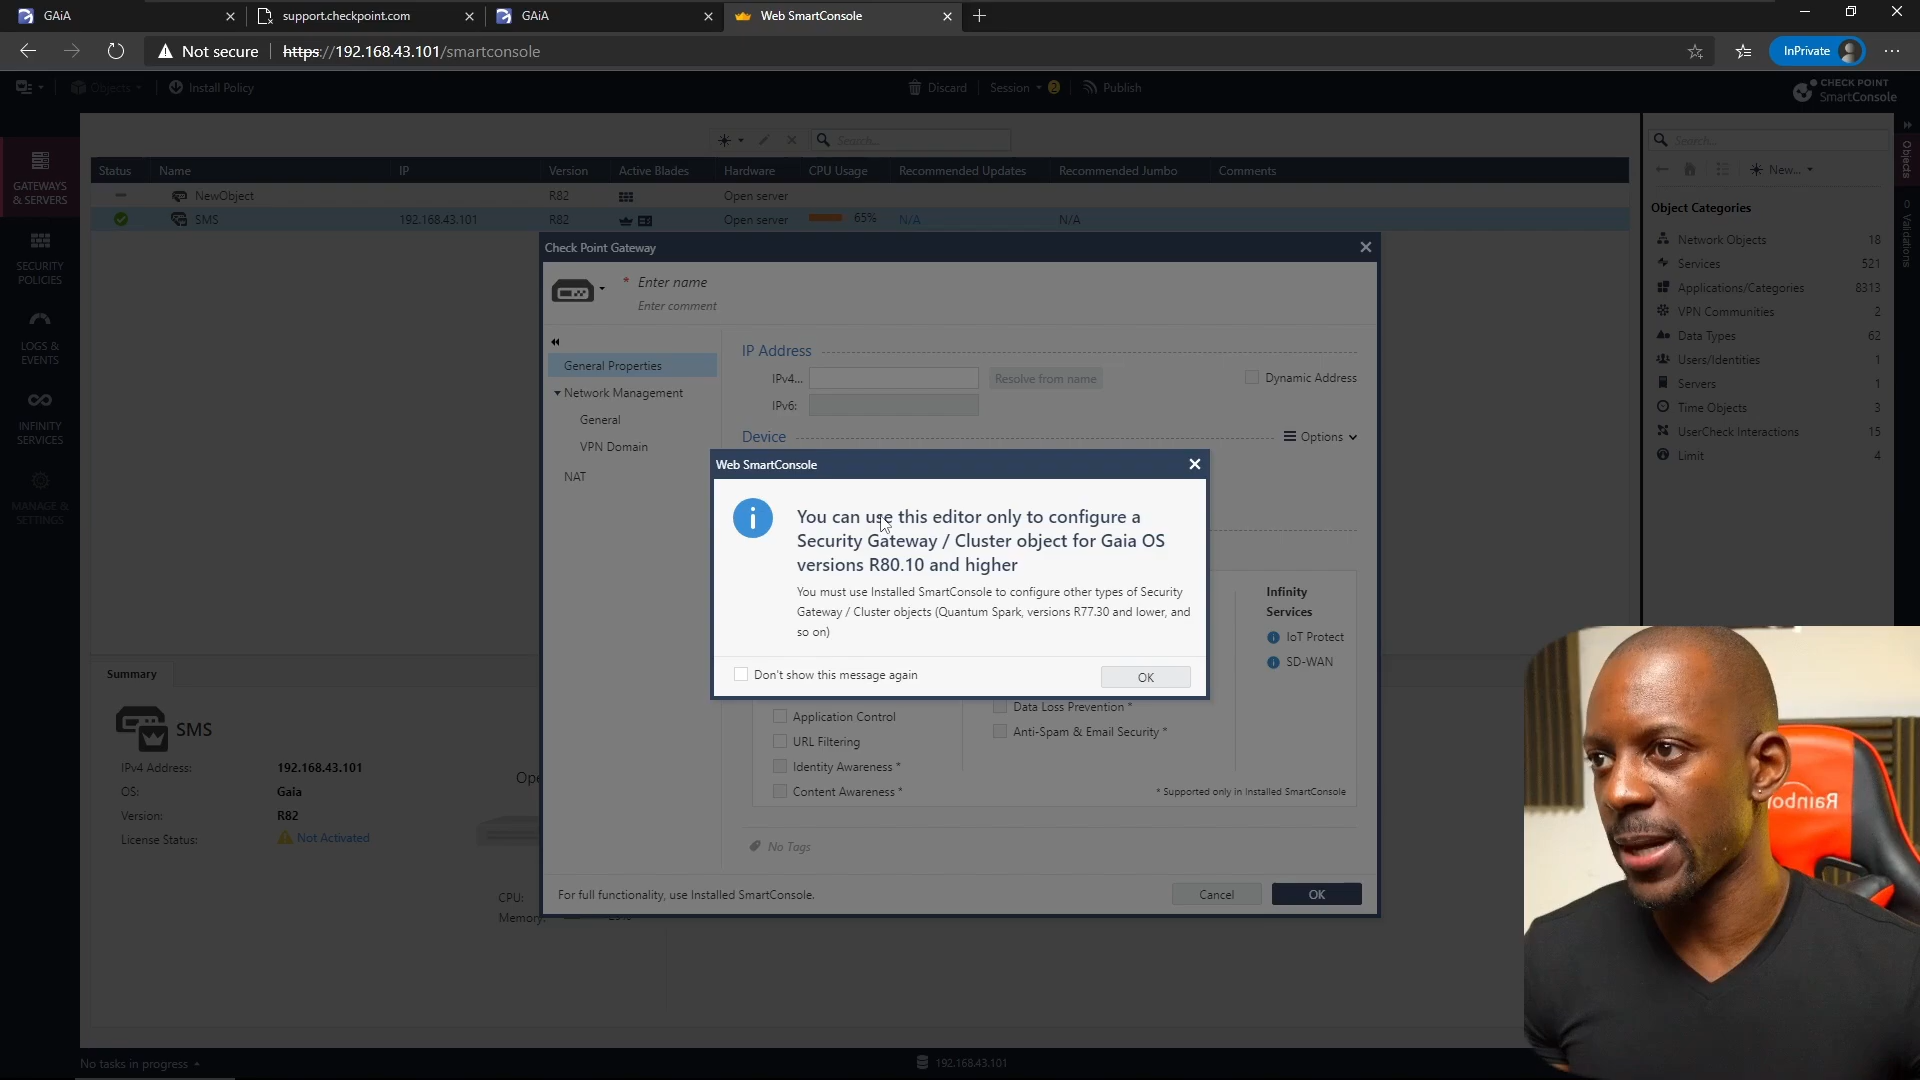 GAiA
support.checkpoint.com
GAiA
Web SmartConsole
Not secure
https://192.168.43.101/smartconsole
InPrivate
Objects
Install Policy
Discard
Session
2
Publish
CHECK POINT
SmartConsole
GATEWAYS
& SERVERS
SECURITY
POLICIES
LOGS &
EVENTS
INFINITY
SERVICES
MANAGE &
SETTINGS
Search...
Status Name IP Version Active Blades Hardware CPU Usage Recommended Updates Recommended Jumbo Comments
NewObject R82 Open server
SMS 192.168.43.101 R82 Open server 65% N/A N/A
Check Point Gateway
* Enter name
Enter comment
General Properties
Network Management
General
VPN Domain
NAT
IP Address
IPv4...
Resolve from name
Dynamic Address
IPv6:
Device
Options
Web SmartConsole
You can use this editor only to configure a
Security Gateway / Cluster object for Gaia OS
versions R80.10 and higher
You must use Installed SmartConsole to configure other types of Security
Gateway / Cluster objects (Quantum Spark, versions R77.30 and lower, and
so on)
Don't show this message again
OK
Infinity
Services
IoT Protect
SD-WAN
Application Control
URL Filtering
Identity Awareness *
Content Awareness *
Data Loss Prevention *
Anti-Spam & Email Security *
* Supported only in Installed SmartConsole
No Tags
For full functionality, use Installed SmartConsole.
Cancel
OK
Summary
SMS
IPv4 Address: 192.168.43.101
OS: Gaia
Version: R82
License Status: Not Activated
CPU:
Memory:
Search...
New...
Object Categories
Network Objects 18
Services 521
Applications/Categories 8313
VPN Communities 2
Data Types 62
Users/Identities 1
Servers 1
Time Objects 3
UserCheck Interactions 15
Limit 4
Objects
0 Validations
No tasks in progress
192.168.43.101